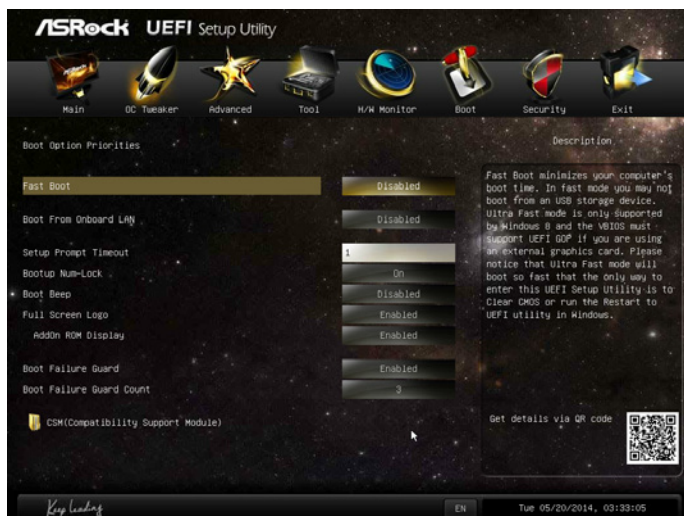 ASRock UEFI Setup Utility
Main OC Tweaker Advanced Tool H/W Monitor Boot Security Exit
Boot Option Priorities
Fast Boot Disabled
Boot From Onboard LAN Disabled
Setup Prompt Timeout 1
Bootup Num-Lock On
Boot Beep Disabled
Full Screen Logo Enabled
AddOn ROM Display Enabled
Boot Failure Guard Enabled
Boot Failure Guard Count 3
CSM(Compatibility Support Module)
Description
Fast Boot minimizes your computer's
boot time. In fast mode you may not
boot from an USB storage device.
Ultra Fast mode is only supported
by Windows 8 and the VBIOS must
support UEFI GOP if you are using
an external graphics card. Please
notice that Ultra Fast mode will
boot so fast that the only way to
enter this UEFI Setup Utility is to
Clear CMOS or run the Restart to
UEFI utility in Windows.
Get details via QR code
Keep Leading
EN
Tue 05/20/2014, 03:33:05